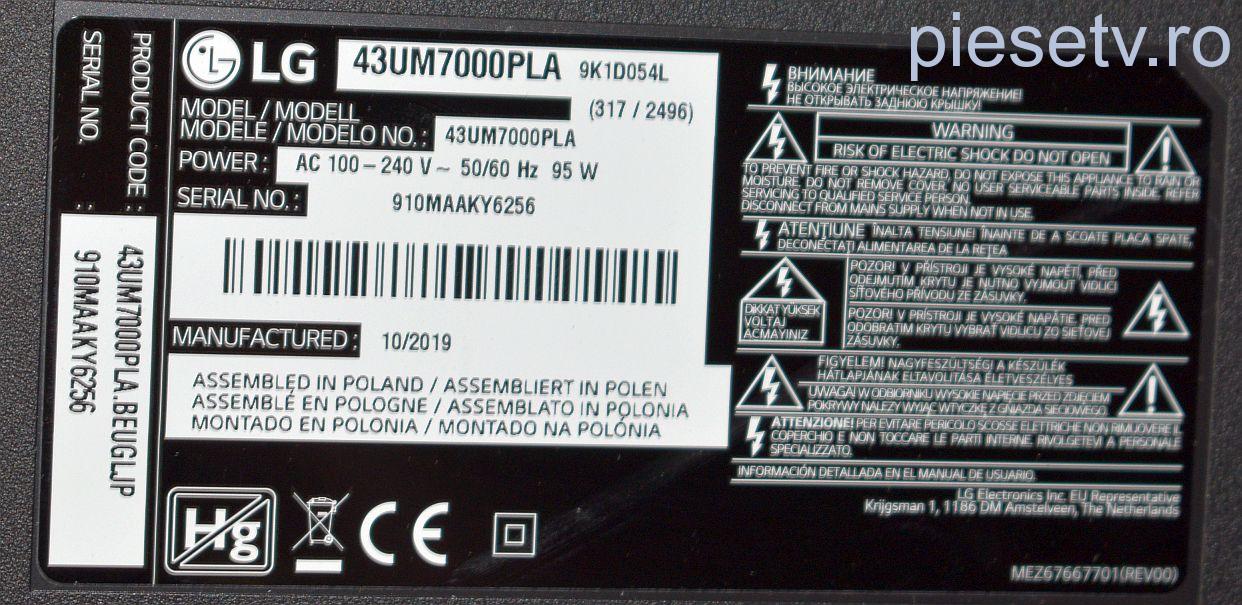 piesetv.ro
PRODUCT CODE : 43UM7000PLA.BEUGLJP
SERIAL NO. : 910MAAKY6256
LG 43UM7000PLA 9K1D054L
MODEL / MODELL (317 / 2496)
MODÈLE / MODELO NO.: 43UM7000PLA
POWER : AC 100 – 240 V ~ 50/60 Hz 95 W
SERIAL NO.: 910MAAKY6256
MANUFACTURED : 10/2019
ASSEMBLED IN POLAND / ASSEMBLIERT IN POLEN
ASSEMBLÉ EN POLOGNE / ASSEMBLATO IN POLONIA
MONTADO EN POLONIA / MONTADO NA POLÓNIA
Hg
CE
ВНИМАНИЕ
ВЫСОКОЕ ЭЛЕКТРИЧЕСКОЕ НАПРЯЖЕНИЕ!
НЕ ОТКРЫВАТЬ ЗАДНЮЮ КРЫШКУ!
WARNING
RISK OF ELECTRIC SHOCK DO NOT OPEN
TO PREVENT FIRE OR SHOCK HAZARD, DO NOT EXPOSE THIS APPLIANCE TO RAIN OR
MOISTURE. DO NOT REMOVE COVER. NO USER SERVICEABLE PARTS INSIDE. REFER
SERVICING TO QUALIFIED SERVICE PERSON.
DISCONNECT FROM MAINS SUPPLY WHEN NOT IN USE.
ATENŢIUNE ÎNALTA TENSIUNE! ÎNAINTE DE A SCOATE PLACA SPATE,
DECONECTAŢI ALIMENTAREA DE LA REŢEA
DİKKAT YÜKSEK
VOLTAJ
AÇMAYINIZ
POZOR! V PŘÍSTROJI JE VYSOKÉ NAPĚTÍ, PŘED
ODEJMUTÍM KRYTU JE NUTNO VYJMOUT VIDLICI
SÍŤOVÉHO PŘÍVODU ZE ZÁSUVKY.
POZOR! V PRÍSTROJI JE VYSOKÉ NAPÄTIE. PRED
ODOBRATIM KRYTU VYBRAŤ VIDLICU ZO SIEŤOVEJ
ZÁSUVKY.
FIGYELEM! NAGYFESZÜLTSÉG! A KÉSZÜLÉK
HÁTLAPJÁNAK ELTAVOLITÁSA ÉLETVESZÉLYES
UWAGA! W ODBIORNIKU WYSOKIE NAPIĘCIE PRZED ZDJĘCIEM
POKRYWY NALEŻY WYJĄĆ WTYCZKĘ Z GNIAZDA SIECIOWEGO
ATTENZIONE! PER EVITARE PERICOLO SCOSSE ELETTRICHE NON RIMUOVERE IL
COPERCHIO E NON TOCCARE LE PARTI INTERNE. RIVOLGETEVI A PERSONALE
SPECIALIZZATO.
INFORMACIÓN DETALLADA EN EL MANUAL DE USUARIO.
LG Electronics Inc. EU Representative
Krijgsman 1, 1186 DM Amstelveen, The Netherlands
MEZ67667701(REV00)